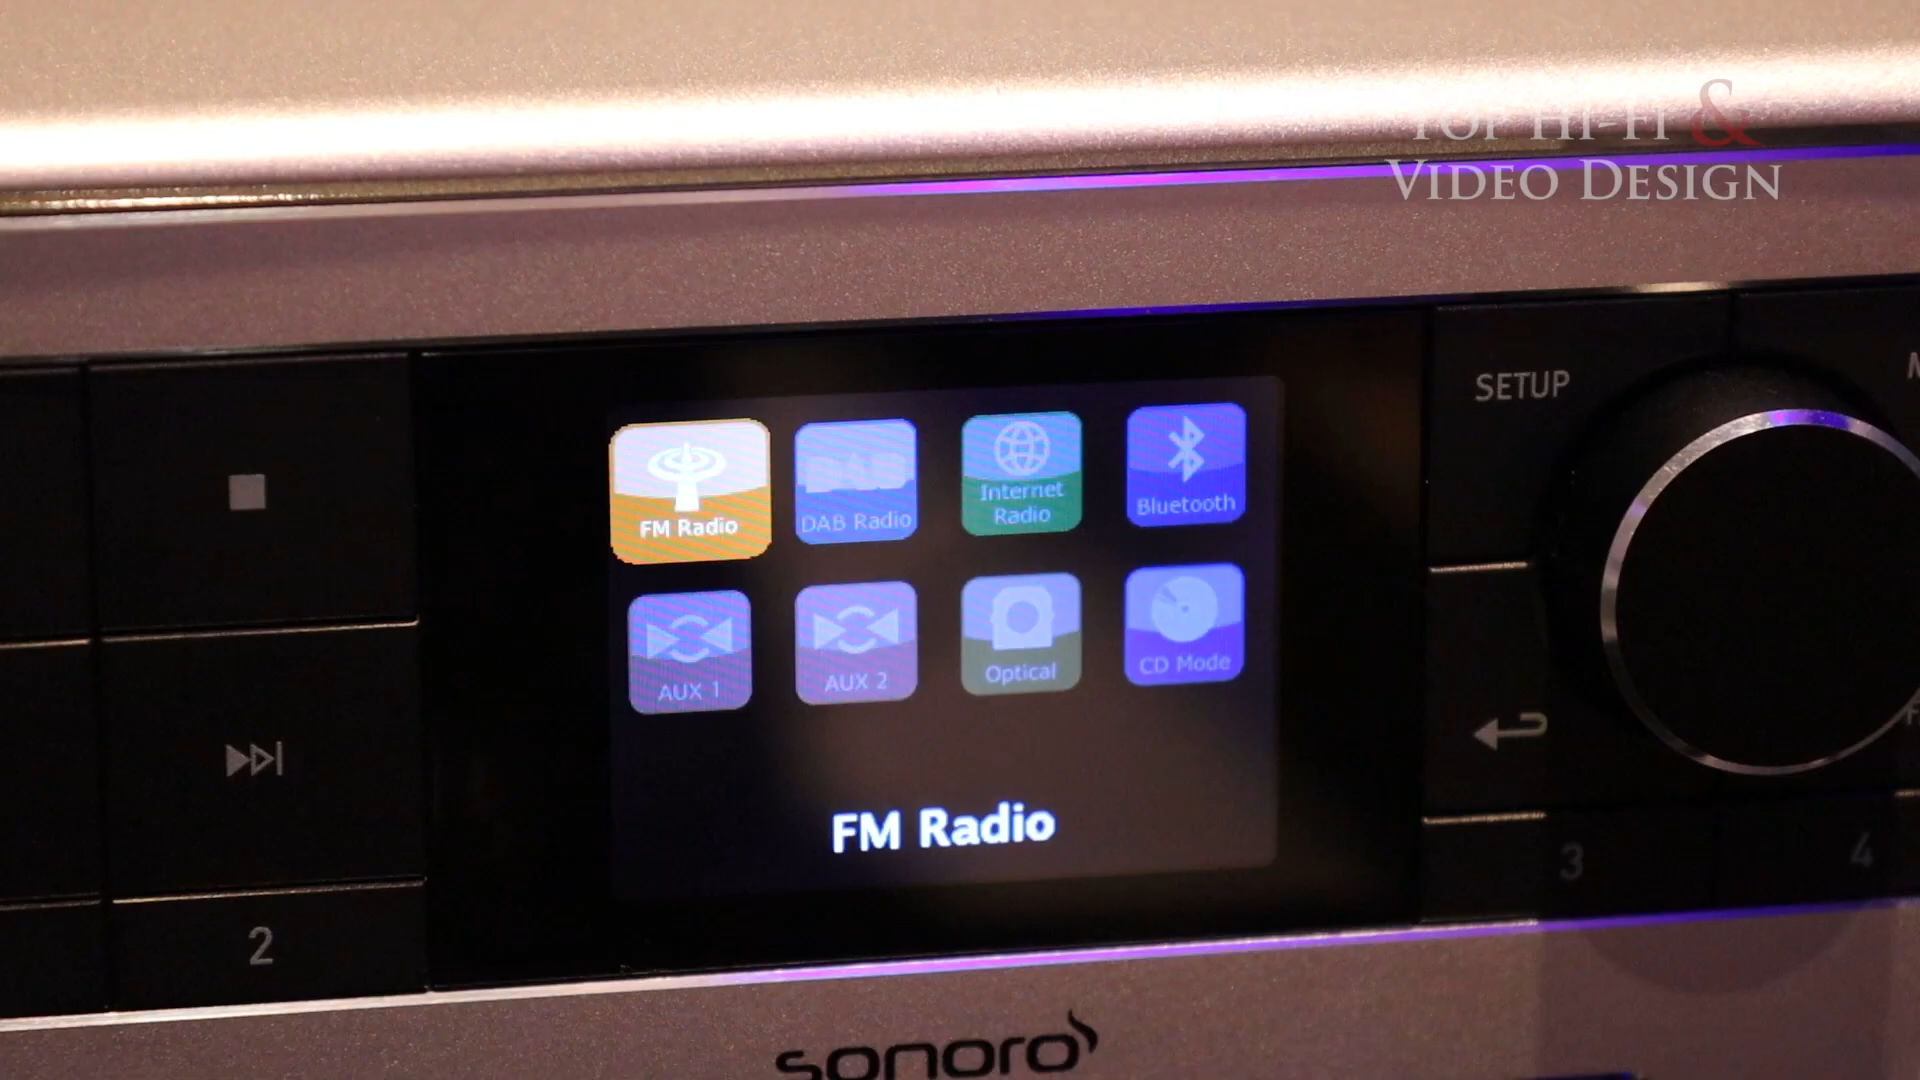 TOP HI-FI &
VIDEO DESIGN
SETUP
FM Radio
DAB Radio
Internet
Radio
Bluetooth
AUX 1
AUX 2
Optical
CD Mode
FM Radio
2
3
4
sonoro